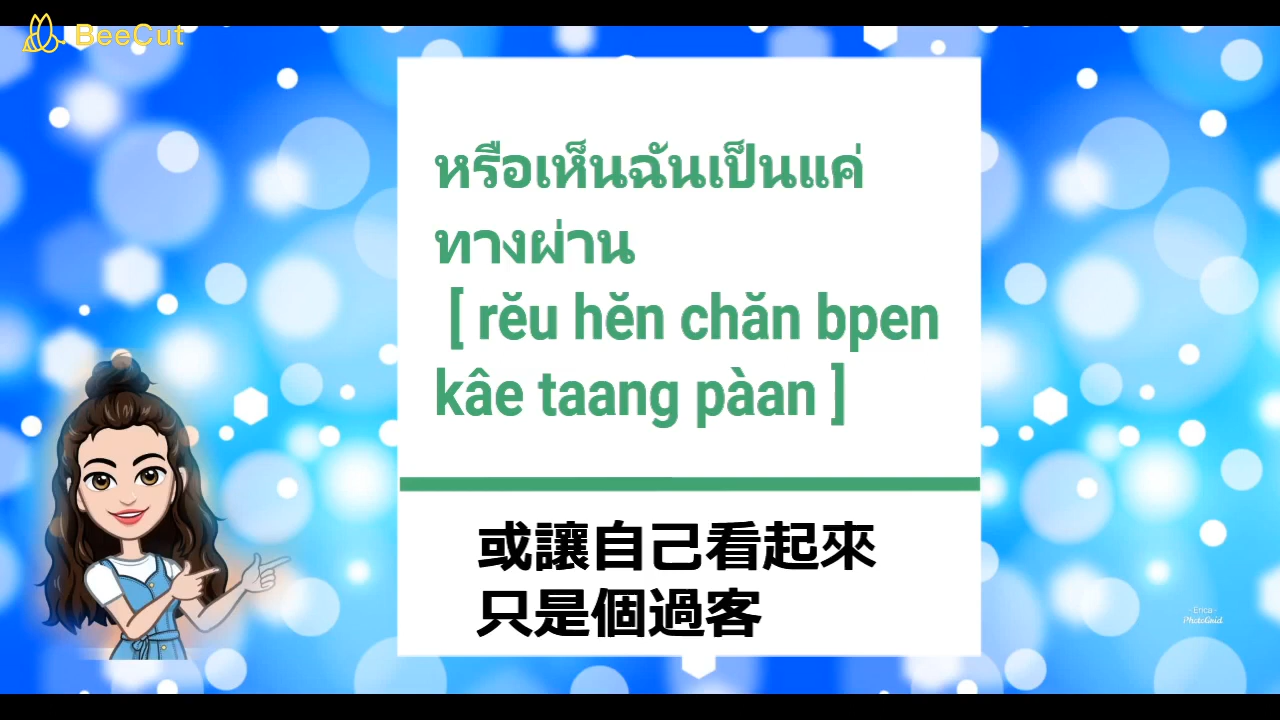 BeeCut
หรือเห็นฉันเป็นแค่
ทางผ่าน
[ rĕu hĕn chăn bpen
kâe taang pàan ]
或讓自己看起來
只是個過客
~Erica~
PhotoGrid